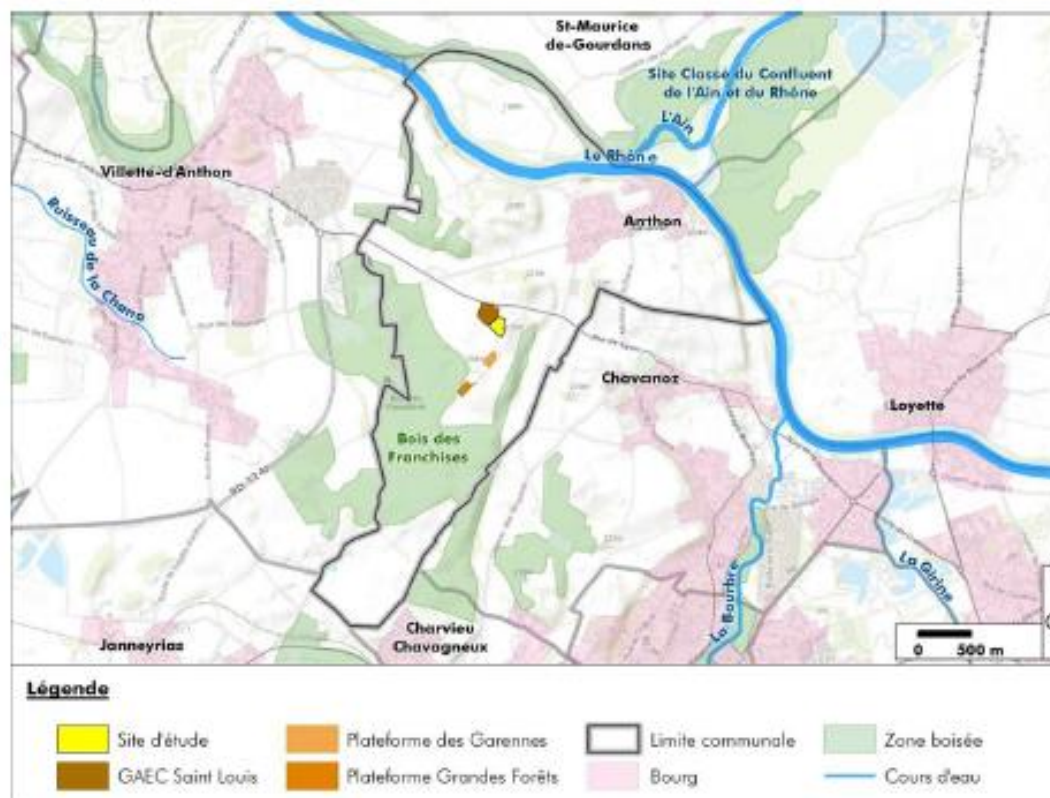 St-Maurice
de-Gourdans
Site Classé du Confluent
de l'Ain et du Rhône
L'Ain
Le Rhône
Villette-d'Anthon
Anthon
Ruisseau de la Chana
Chavanoz
Loyette
Bois des
Franchises
La Bourbre
La Girine
Janneyrias
Charvieu
Chavagneux
0 500 m
Légende
Site d'étude
Plateforme des Garennes
Limite communale
Zone boisée
GAEC Saint Louis
Plateforme Grandes Forêts
Bourg
Cours d'eau